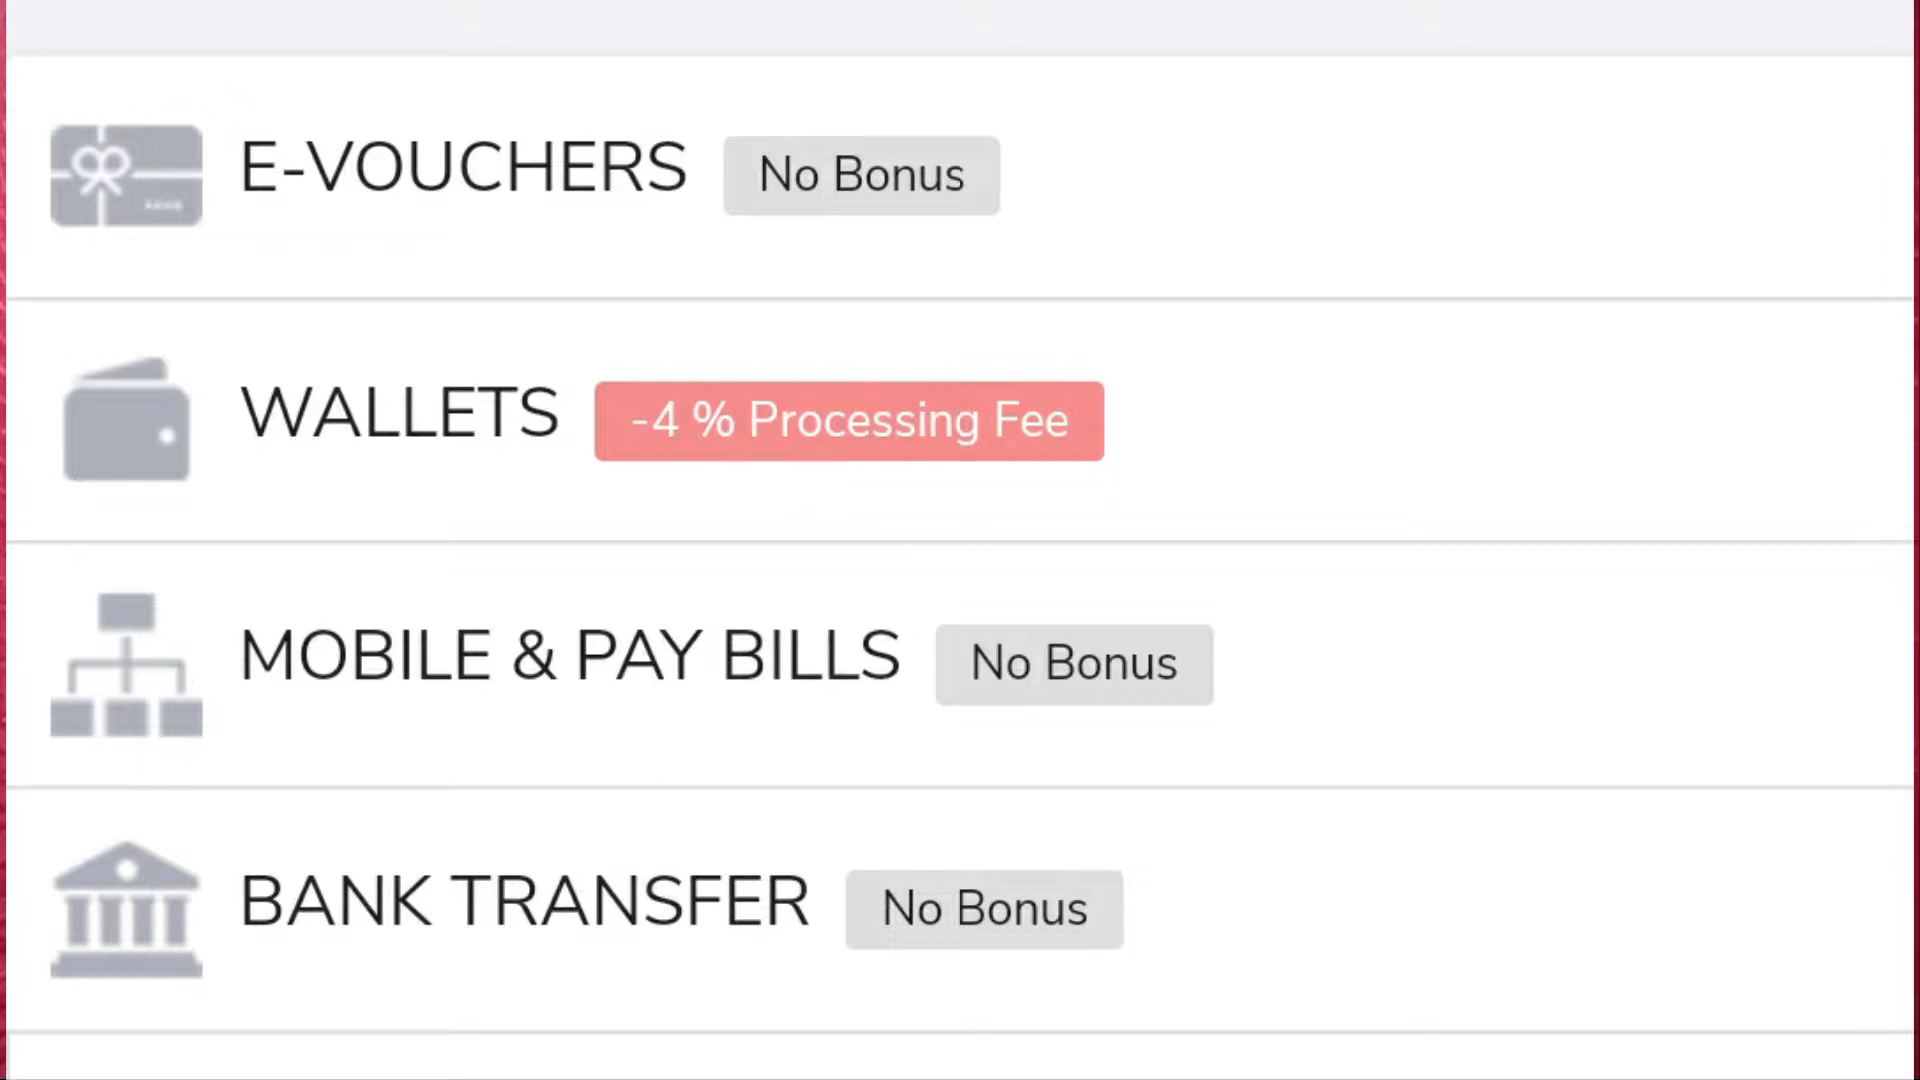 E-VOUCHERS No Bonus
WALLETS -4 % Processing Fee
MOBILE & PAY BILLS No Bonus
BANK TRANSFER No Bonus